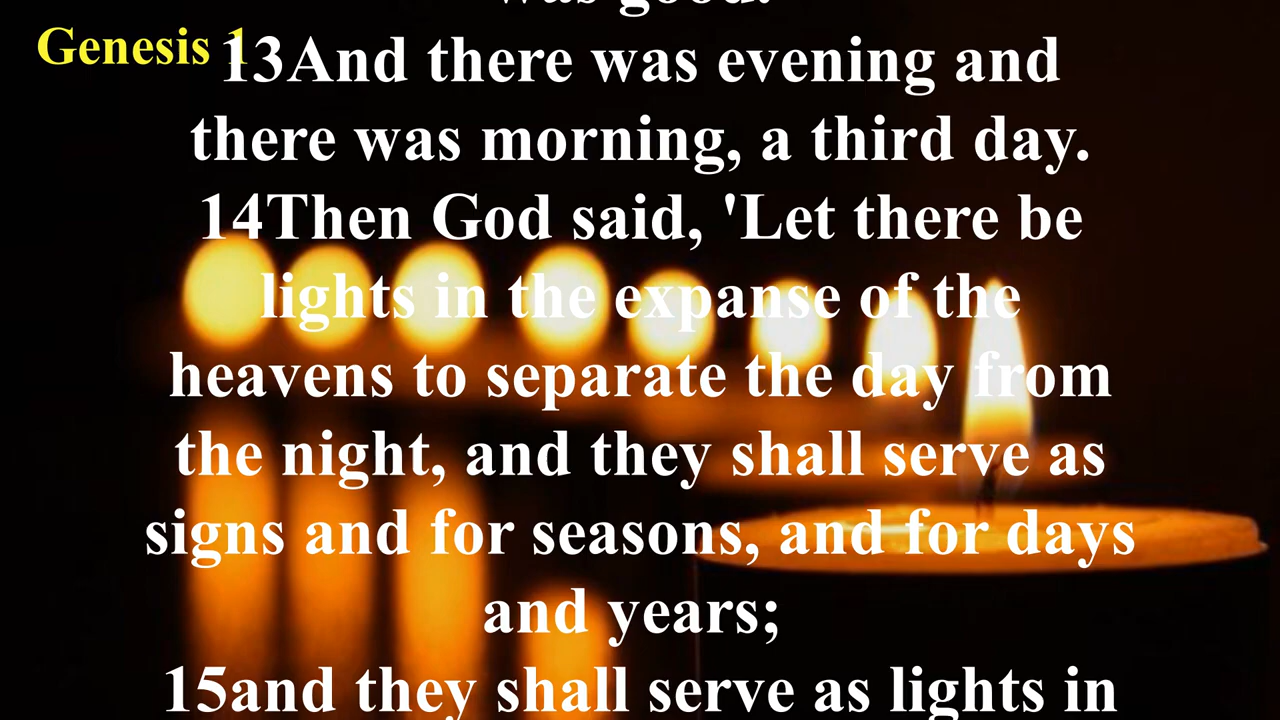 was good.
Genesis 1
13And there was evening and
there was morning, a third day.
14Then God said, 'Let there be
lights in the expanse of the
heavens to separate the day from
the night, and they shall serve as
signs and for seasons, and for days
and years;
15and they shall serve as lights in